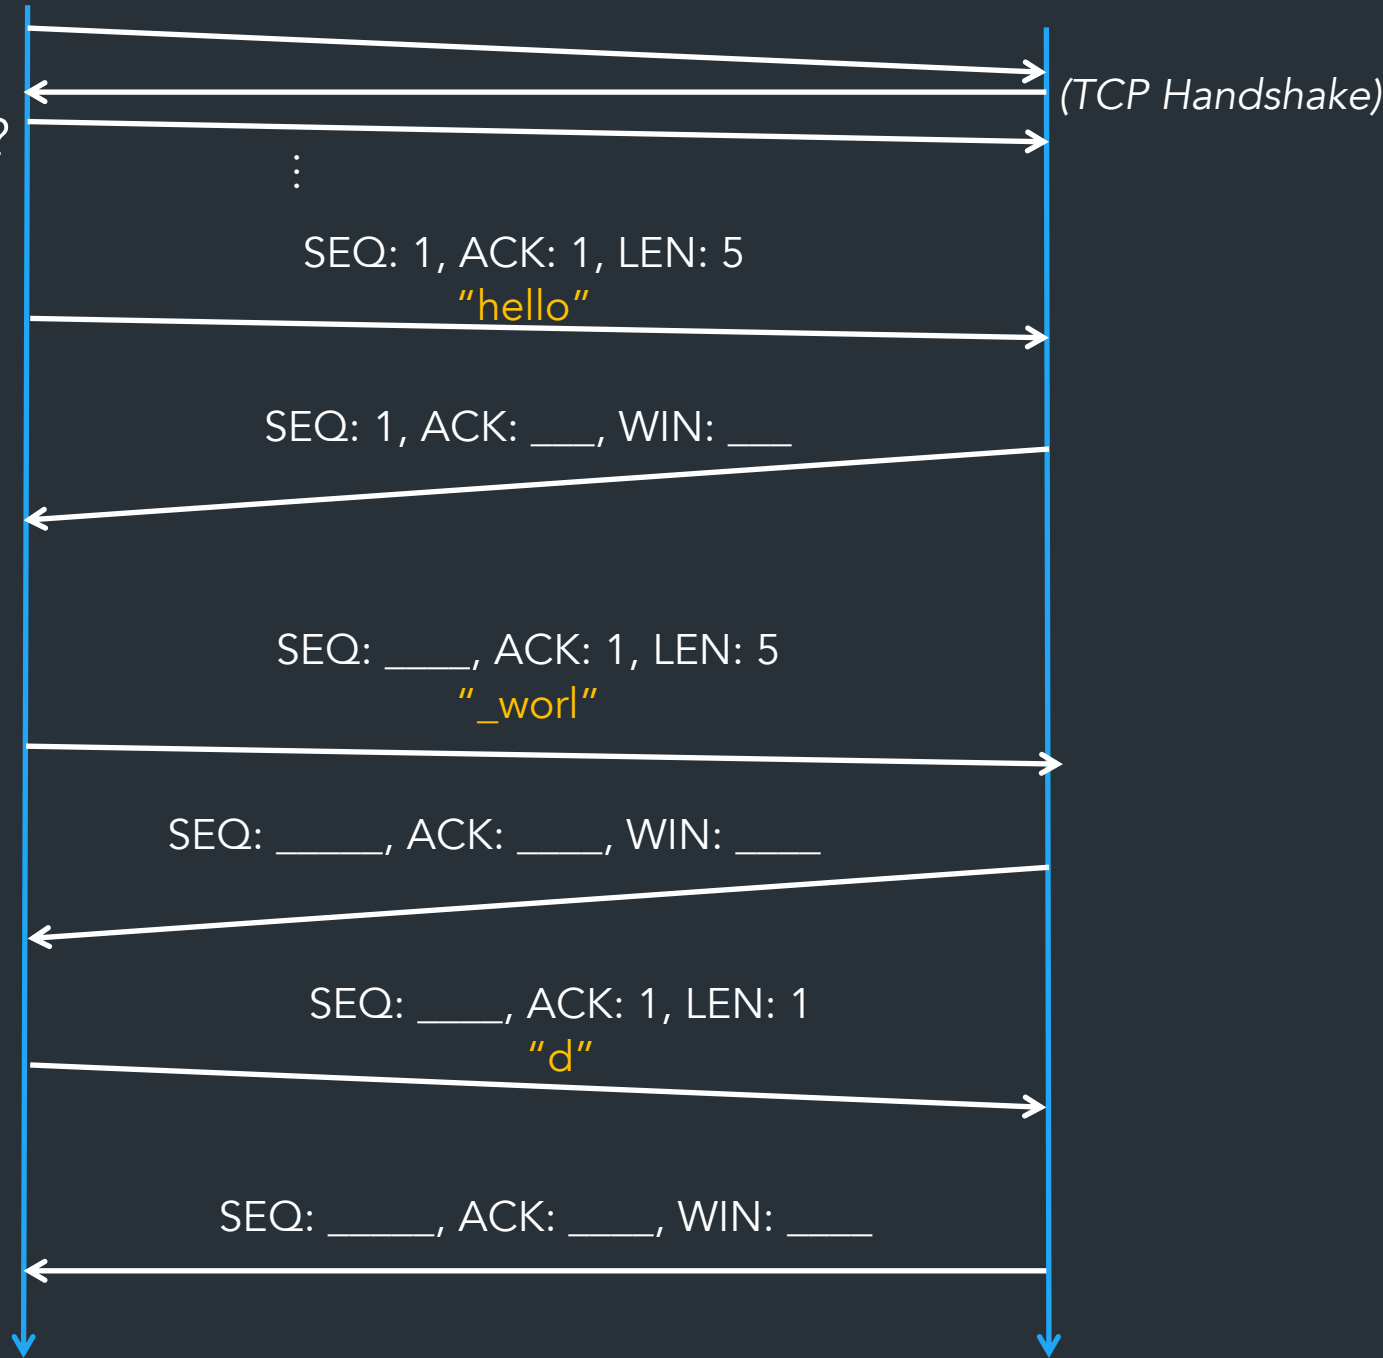 (TCP Handshake)
?
⋮
SEQ: 1, ACK: 1, LEN: 5
“hello”
SEQ: 1, ACK: ___, WIN: ___
SEQ: ____, ACK: 1, LEN: 5
“_worl”
SEQ: _____, ACK: ____, WIN: ____
SEQ: ____, ACK: 1, LEN: 1
“d”
SEQ: _____, ACK: ____, WIN: ____